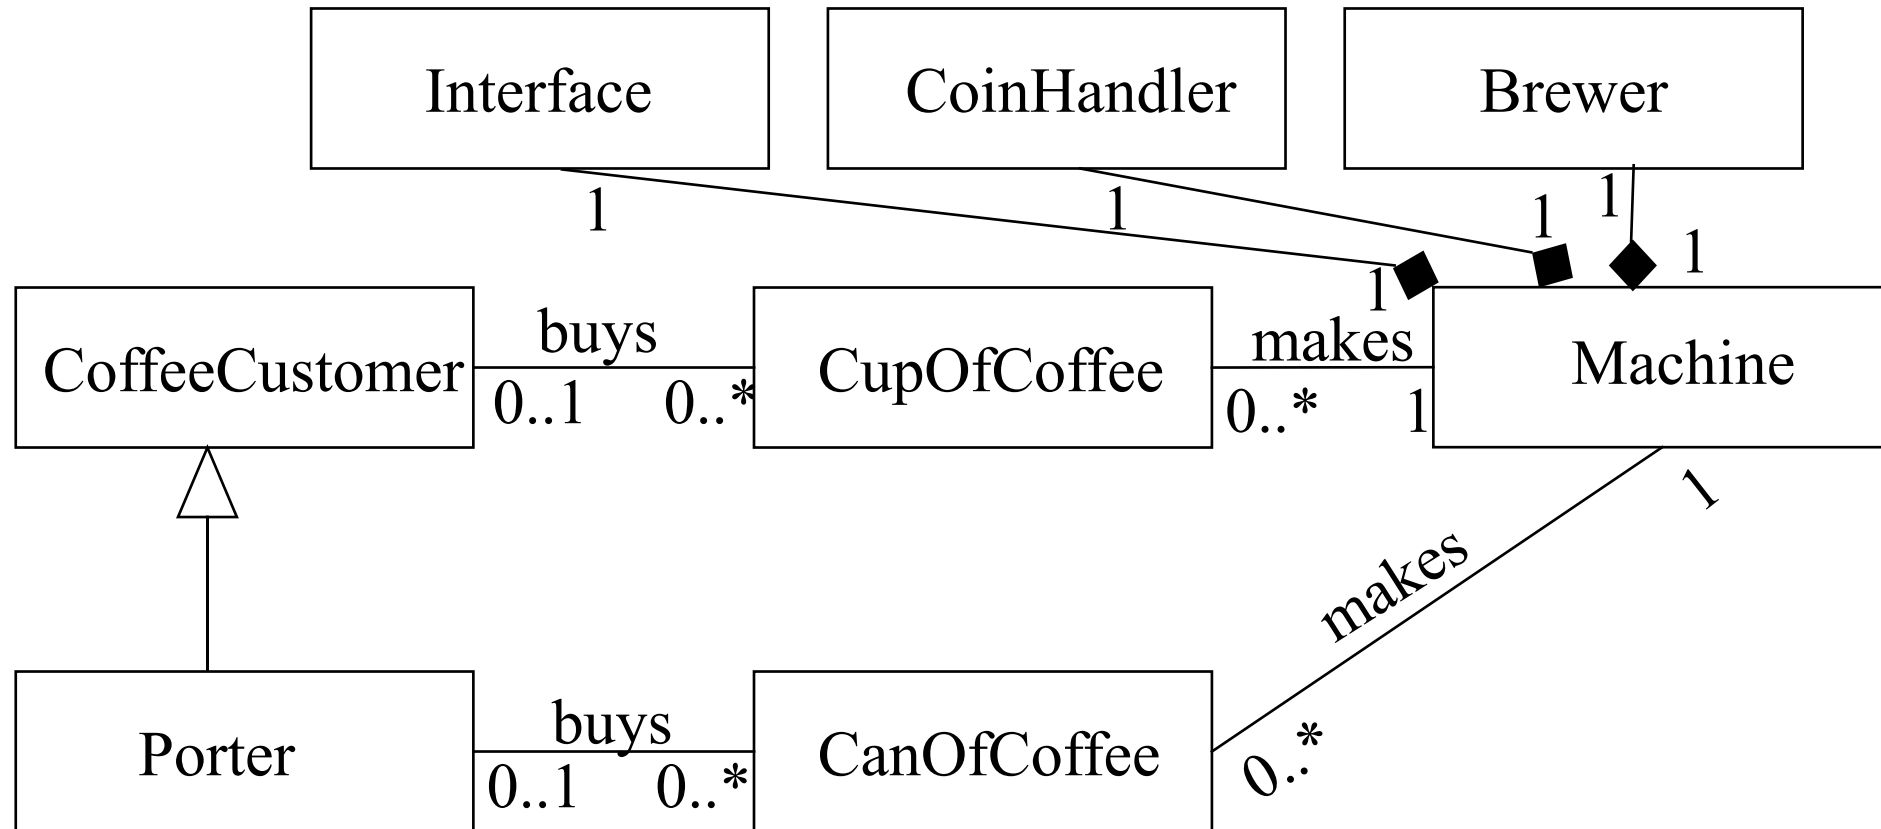 Interface
CoinHandler
Brewer
1
1
1
1
1
1
CoffeeCustomer
buys
0..1
0..*
CupOfCoffee
makes
0..*
1
Machine
1
makes
0..*
Porter
buys
0..1
0..*
CanOfCoffee